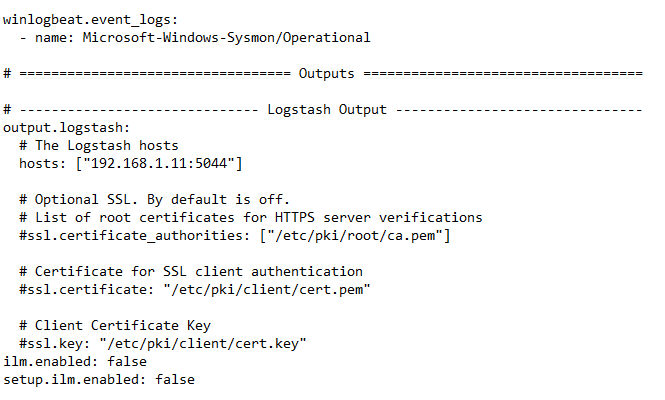 winlogbeat.event_logs:
  - name: Microsoft-Windows-Sysmon/Operational

# ================================== Outputs ===================================

# ------------------------------ Logstash Output -------------------------------
output.logstash:
  # The Logstash hosts
  hosts: ["192.168.1.11:5044"]

  # Optional SSL. By default is off.
  # List of root certificates for HTTPS server verifications
  #ssl.certificate_authorities: ["/etc/pki/root/ca.pem"]

  # Certificate for SSL client authentication
  #ssl.certificate: "/etc/pki/client/cert.pem"

  # Client Certificate Key
  #ssl.key: "/etc/pki/client/cert.key"
ilm.enabled: false
setup.ilm.enabled: false